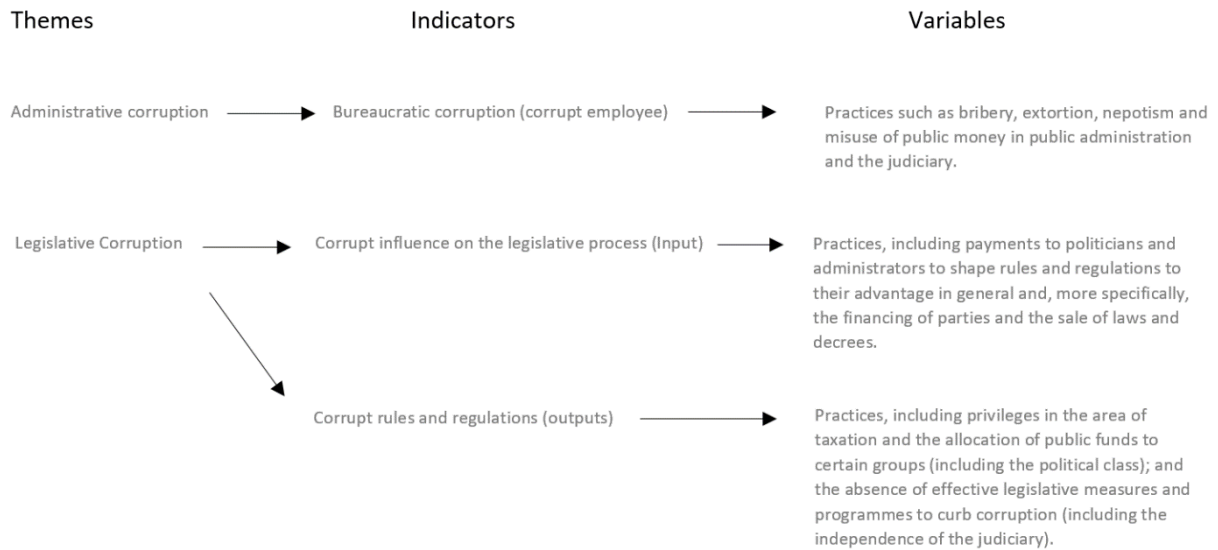 Themes
Indicators
Variables
Administrative corruption
Bureaucratic corruption (corrupt employee)
Practices such as bribery, extortion, nepotism and
misuse of public money in public administration
and the judiciary.
Legislative Corruption
Corrupt influence on the legislative process (Input)
Practices, including payments to politicians and
administrators to shape rules and regulations to
their advantage in general and, more specifically,
the financing of parties and the sale of laws and
decrees.
Corrupt rules and regulations (outputs)
Practices, including privileges in the area of
taxation and the allocation of public funds to
certain groups (including the political class); and
the absence of effective legislative measures and
programmes to curb corruption (including the
independence of the judiciary).